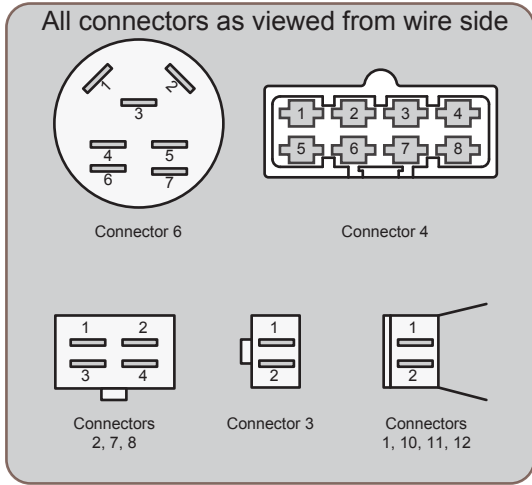 All connectors as viewed from wire side
1 2
3
4 5
6 7
Connector 6
1 2 3 4
5 6 7 8
Connector 4
1 2
3 4
Connectors
2, 7, 8
1
2
Connector 3
1
2
Connectors
1, 10, 11, 12